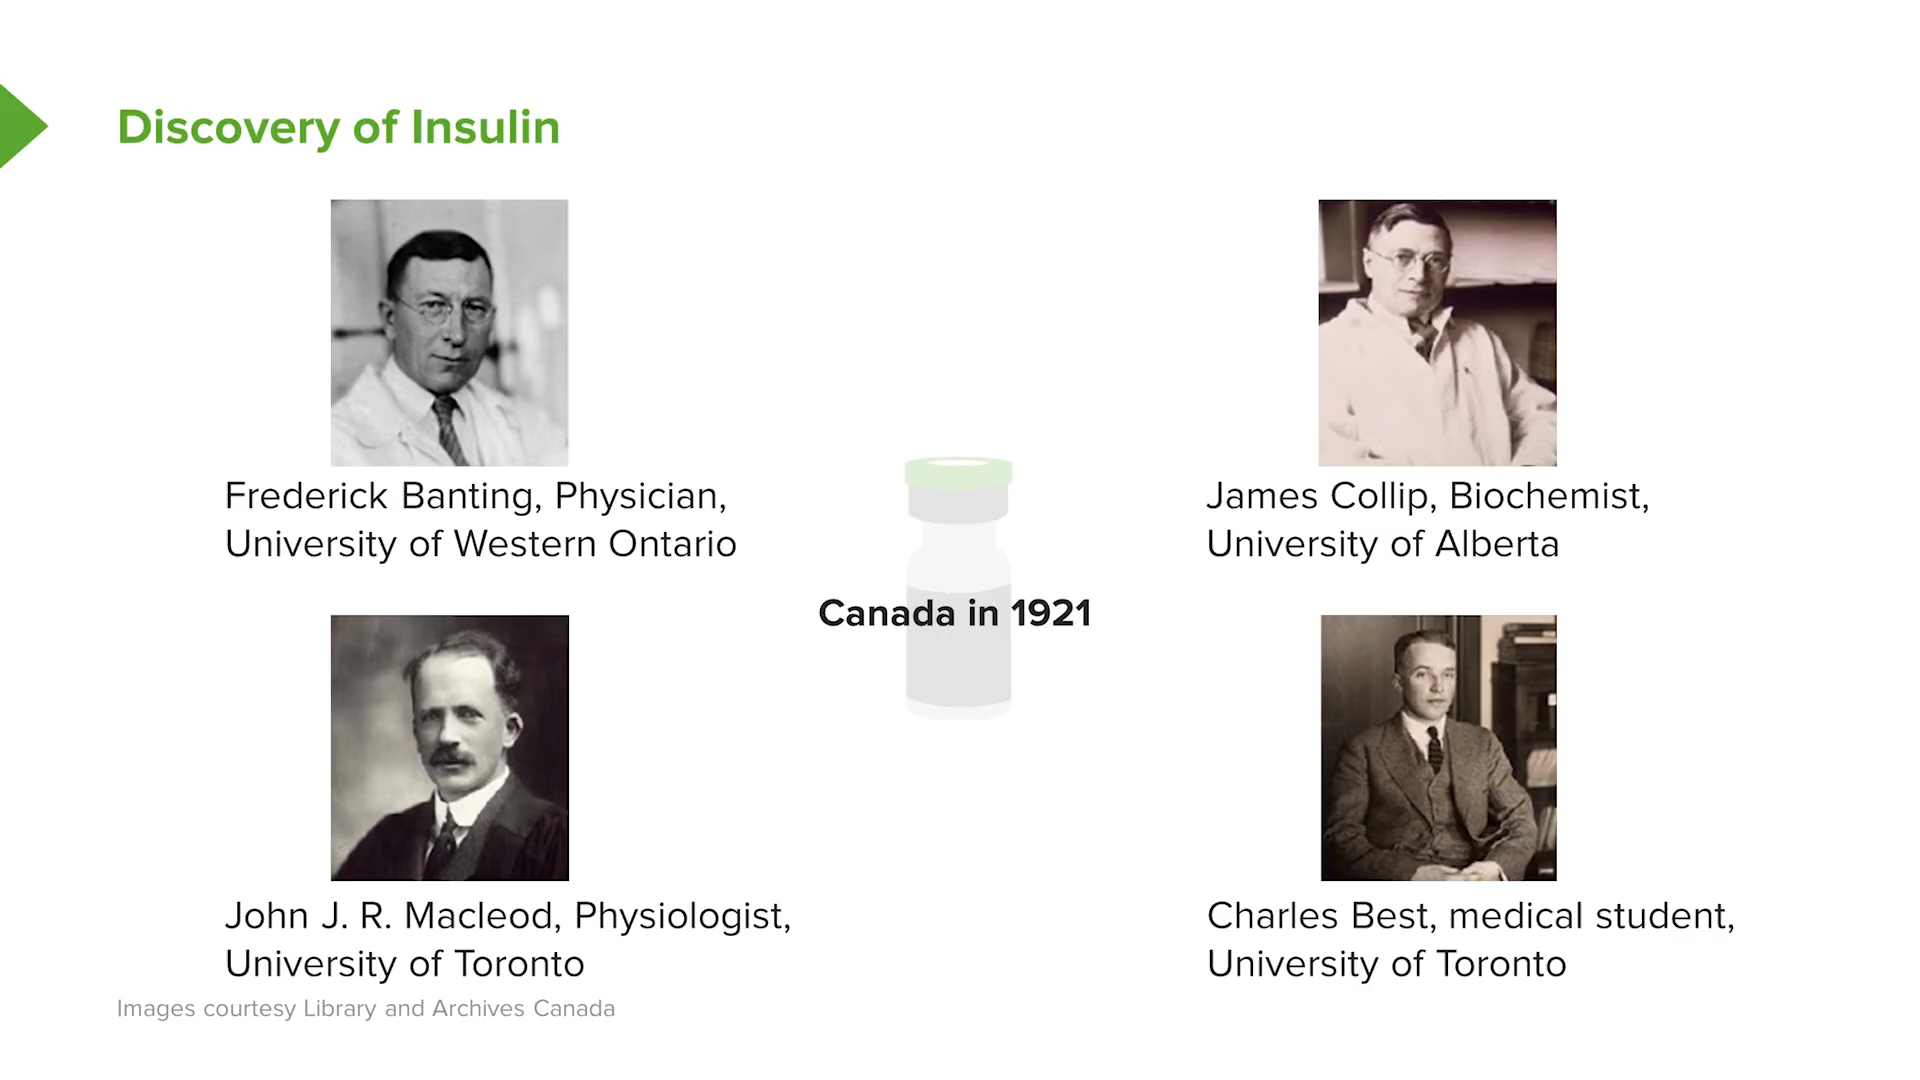 Discovery of Insulin
Frederick Banting, Physician,
University of Western Ontario
James Collip, Biochemist,
University of Alberta
Canada in 1921
John J. R. Macleod, Physiologist,
University of Toronto
Charles Best, medical student,
University of Toronto
Images courtesy Library and Archives Canada